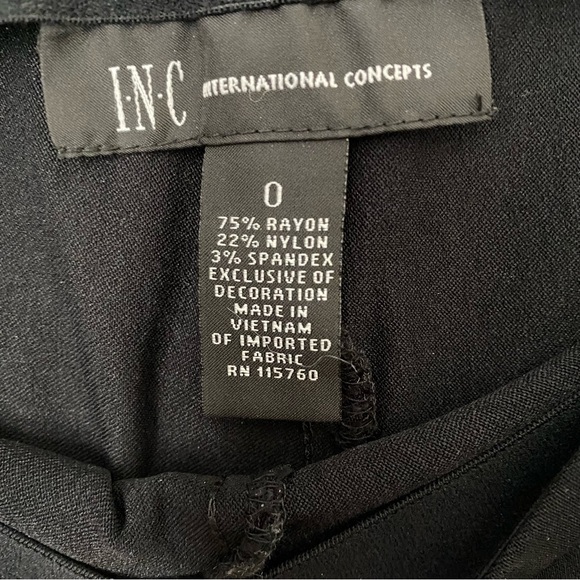 I·N·C INTERNATIONAL CONCEPTS
0
75% RAYON
22% NYLON
3% SPANDEX
EXCLUSIVE OF
DECORATION
MADE IN
VIETNAM
OF IMPORTED
FABRIC
RN 115760